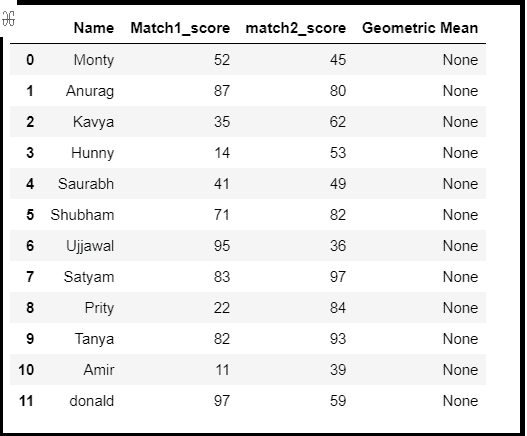 Name Match1_score match2_score Geometric Mean
0 Monty 52 45 None
1 Anurag 87 80 None
2 Kavya 35 62 None
3 Hunny 14 53 None
4 Saurabh 41 49 None
5 Shubham 71 82 None
6 Ujjawal 95 36 None
7 Satyam 83 97 None
8 Prity 22 84 None
9 Tanya 82 93 None
10 Amir 11 39 None
11 donald 97 59 None